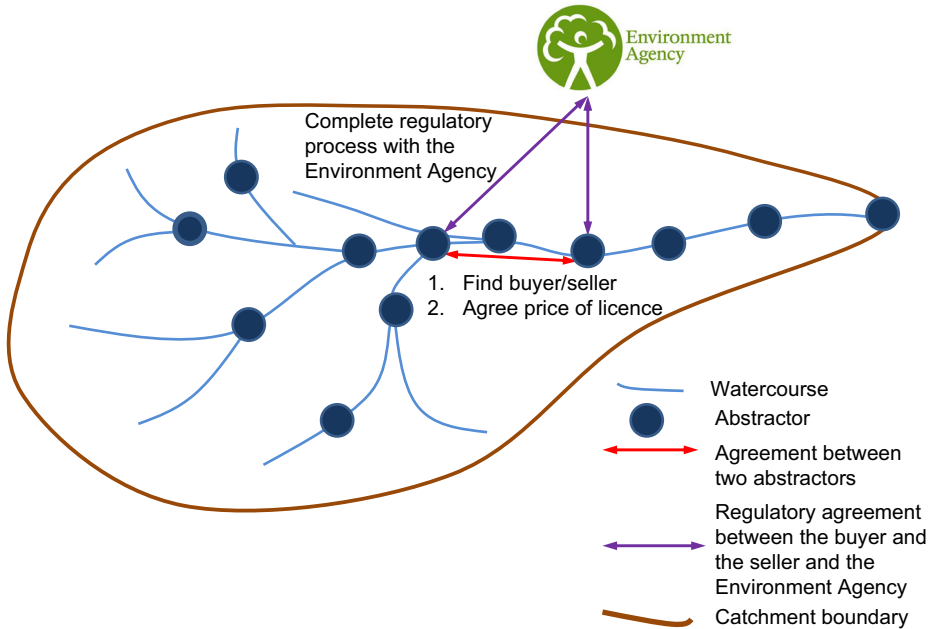 Environment
Agency
Complete regulatory
process with the
Environment Agency
1. Find buyer/seller
2. Agree price of licence
Watercourse
Abstractor
Agreement between
two abstractors
Regulatory agreement
between the buyer and
the seller and the
Environment Agency
Catchment boundary